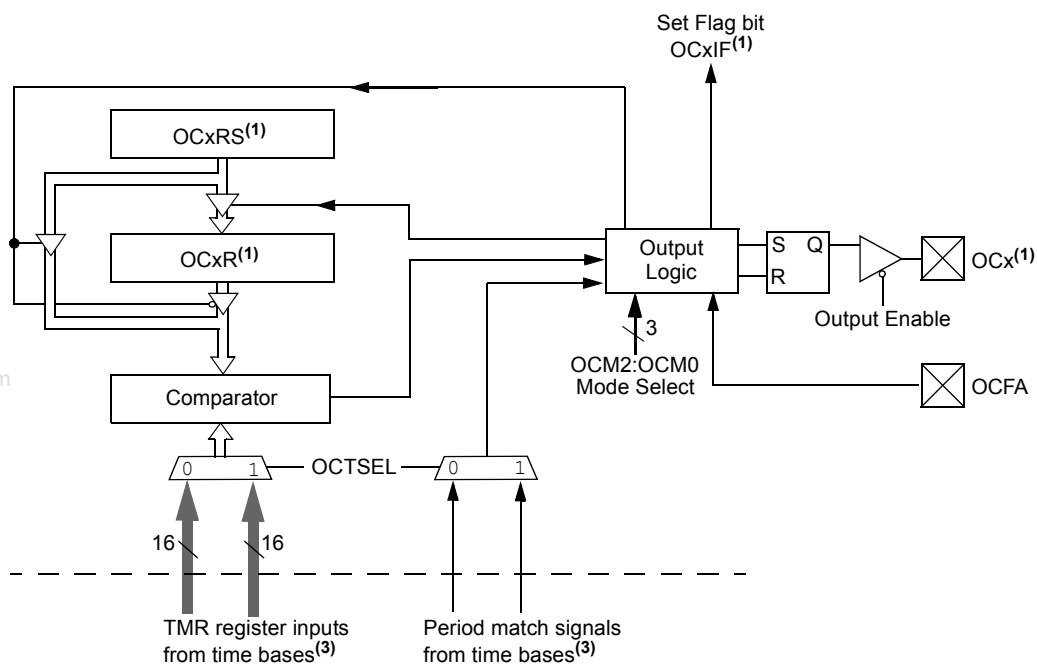 Set Flag bit
OCxIF(1)
OCxRS(1)
OCxR(1)
Output
Logic
S Q
R
OCx(1)
Output Enable
3
OCM2:OCM0
Mode Select
OCFA
m
Comparator
0 1
OCTSEL
0 1
16
16
TMR register inputs
from time bases(3)
Period match signals
from time bases(3)